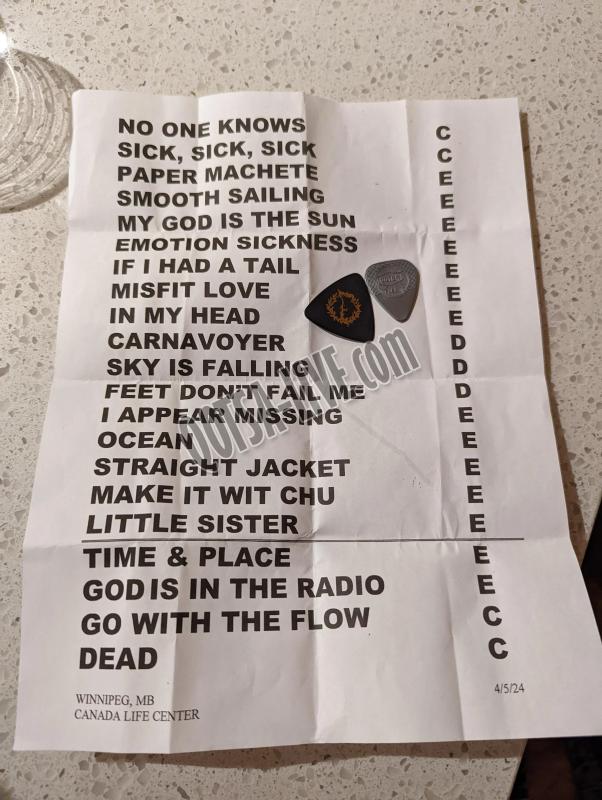 NO ONE KNOWS C
SICK, SICK, SICK C
PAPER MACHETE E
SMOOTH SAILING E
MY GOD IS THE SUN E
EMOTION SICKNESS E
IF I HAD A TAIL E
MISFIT LOVE E
IN MY HEAD E
CARNAVOYER D
SKY IS FALLING D
FEET DON'T FAIL ME D
I APPEAR MISSING E
OCEAN E
STRAIGHT JACKET E
MAKE IT WIT CHU E
LITTLE SISTER E
TIME & PLACE E
GOD IS IN THE RADIO E
GO WITH THE FLOW C
DEAD C
WINNIPEG, MB
CANADA LIFE CENTER
4/5/24